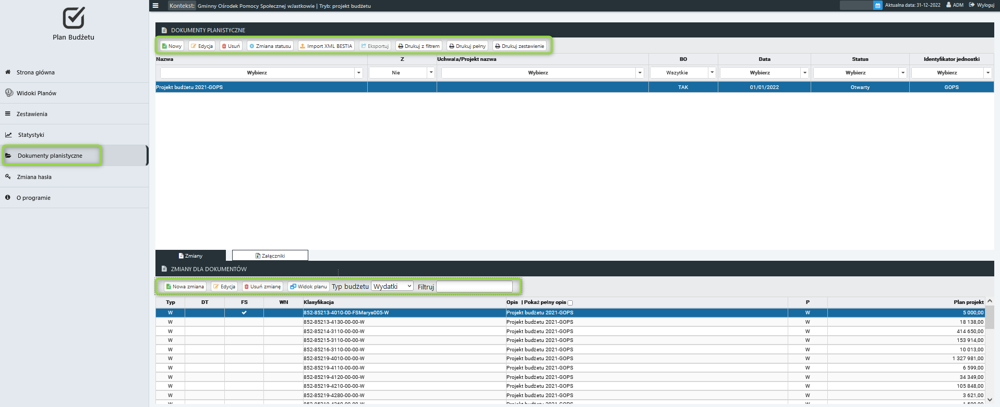 Plan Budżetu
Strona główna
Widoki Planów
Zestawienia
Statystyki
Dokumenty planistyczne
Zmiana hasła
O programie
Kontekst: Gminny Ośrodek Pomocy Społecznej wJastkowie | Tryb: projekt budżetu
Aktualna data: 31-12-2022 ADM Wyloguj
DOKUMENTY PLANISTYCZNE
Nowy Edycja Usuń Zmiana statusu Import XML BESTIA Eksportuj Drukuj z filtrem Drukuj pełny Drukuj zestawienie
Nazwa Z Uchwała/Projekt nazwa BO Data Status Identyfikator jednostki
Wybierz Nie Wybierz Wszytkie Wybierz Wybierz Wybierz
Projekt budżetu 2021-GOPS TAK 01/01/2022 Otwarty GOPS
Zmiany Załączniki
ZMIANY DLA DOKUMENTÓW
Nowa zmiana Edycja Usuń zmianę Widok planu Typ budżetu Wydatki Filtruj
Typ DT FS WN Klasyfikacja Opis | Pokaż pełny opis P Plan projekt
W 852-85213-4010-00-FSMarys005-W Projekt budżetu 2021-GOPS W 5 000,00
W 852-85213-4130-00-00-W Projekt budżetu 2021-GOPS W 18 138,00
W 852-85214-3110-00-00-W Projekt budżetu 2021-GOPS W 414 650,00
W 852-85215-3110-00-00-W Projekt budżetu 2021-GOPS W 153 914,00
W 852-85216-3110-00-00-W Projekt budżetu 2021-GOPS W 10 013,00
W 852-85219-4010-00-00-W Projekt budżetu 2021-GOPS W 1 327 981,00
W 852-85219-4110-00-00-W Projekt budżetu 2021-GOPS W 6 599,00
W 852-85219-4120-00-00-W Projekt budżetu 2021-GOPS W 34 349,00
W 852-85219-4210-00-00-W Projekt budżetu 2021-GOPS W 105 848,00
W 852-85219-4280-00-00-W Projekt budżetu 2021-GOPS W 3 621,00